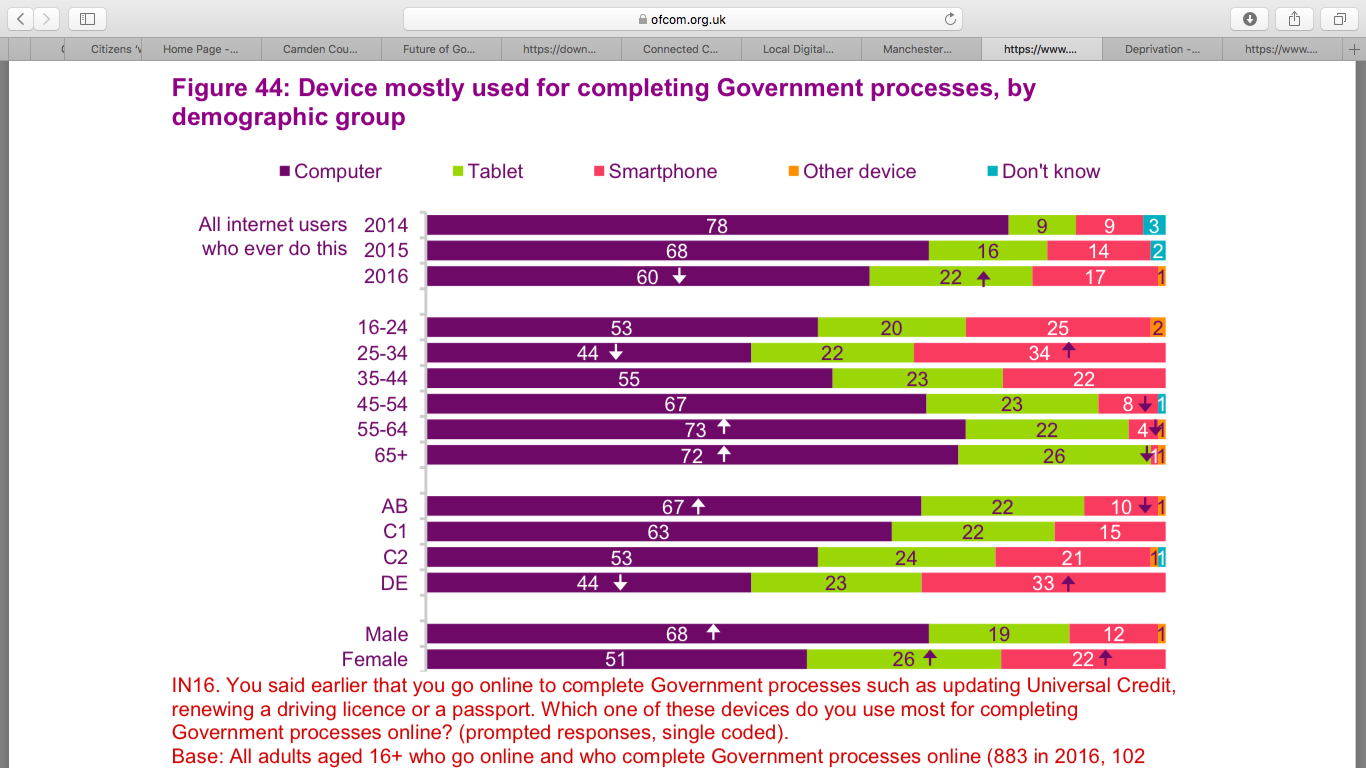 ofcom.org.uk
Citizens 'v
Home Page -...
Camden Cou...
Future of Go...
https://down...
Connected C...
Local Digital...
Manchester...
https://www....
Deprivation -...
https://www....
Figure 44: Device mostly used for completing Government processes, by
demographic group
Computer Tablet Smartphone Other device Don't know
All internet users 2014 78 9 9 3
who ever do this 2015 68 16 14 2
2016 60 22 17 1
16-24 53 20 25 2
25-34 44 22 34
35-44 55 23 22
45-54 67 23 8 1
55-64 73 22 4 1
65+ 72 26 1 1
AB 67 22 10 1
C1 63 22 15
C2 53 24 21 1 1
DE 44 23 33
Male 68 19 12 1
Female 51 26 22
IN16. You said earlier that you go online to complete Government processes such as updating Universal Credit,
renewing a driving licence or a passport. Which one of these devices do you use most for completing
Government processes online? (prompted responses, single coded).
Base: All adults aged 16+ who go online and who complete Government processes online (883 in 2016, 102